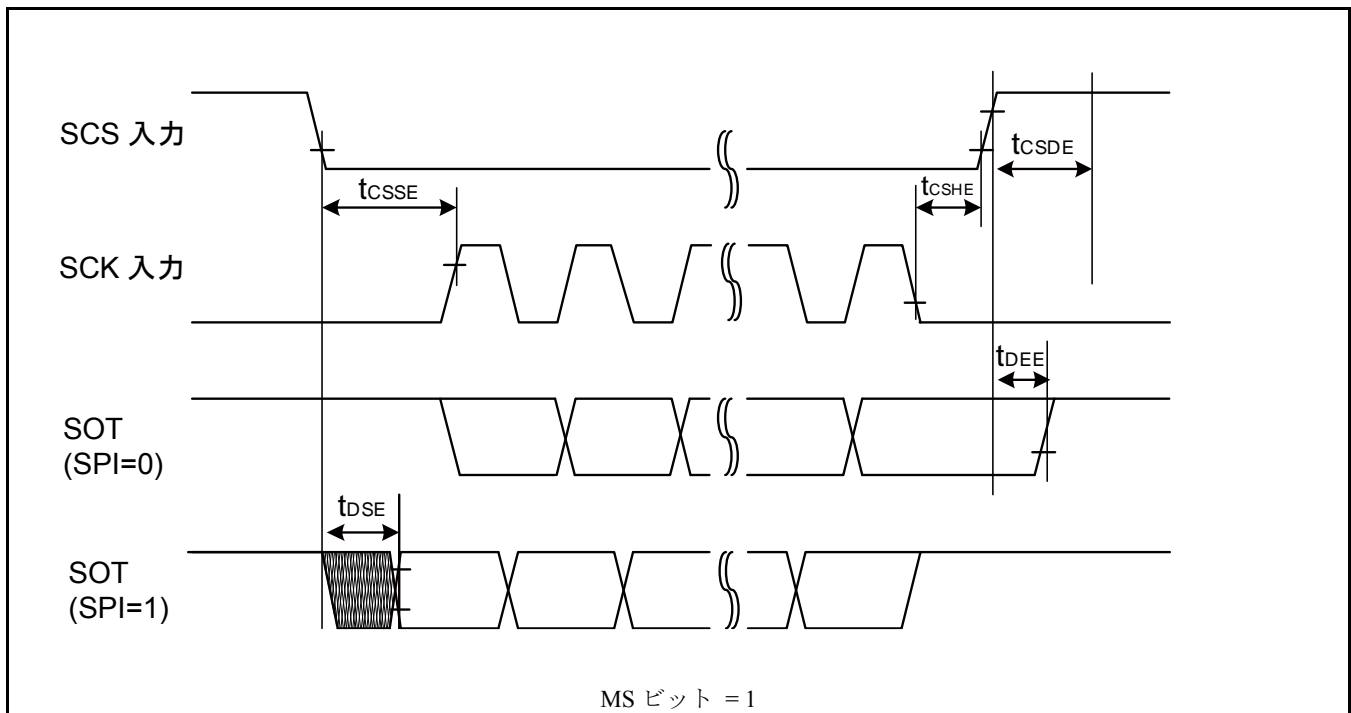 SCS 入力
tCSDE
tCSSE
tCSHE
SCK 入力
tDEE
SOT
(SPI=0)
tDSE
SOT
(SPI=1)
MS ビット = 1